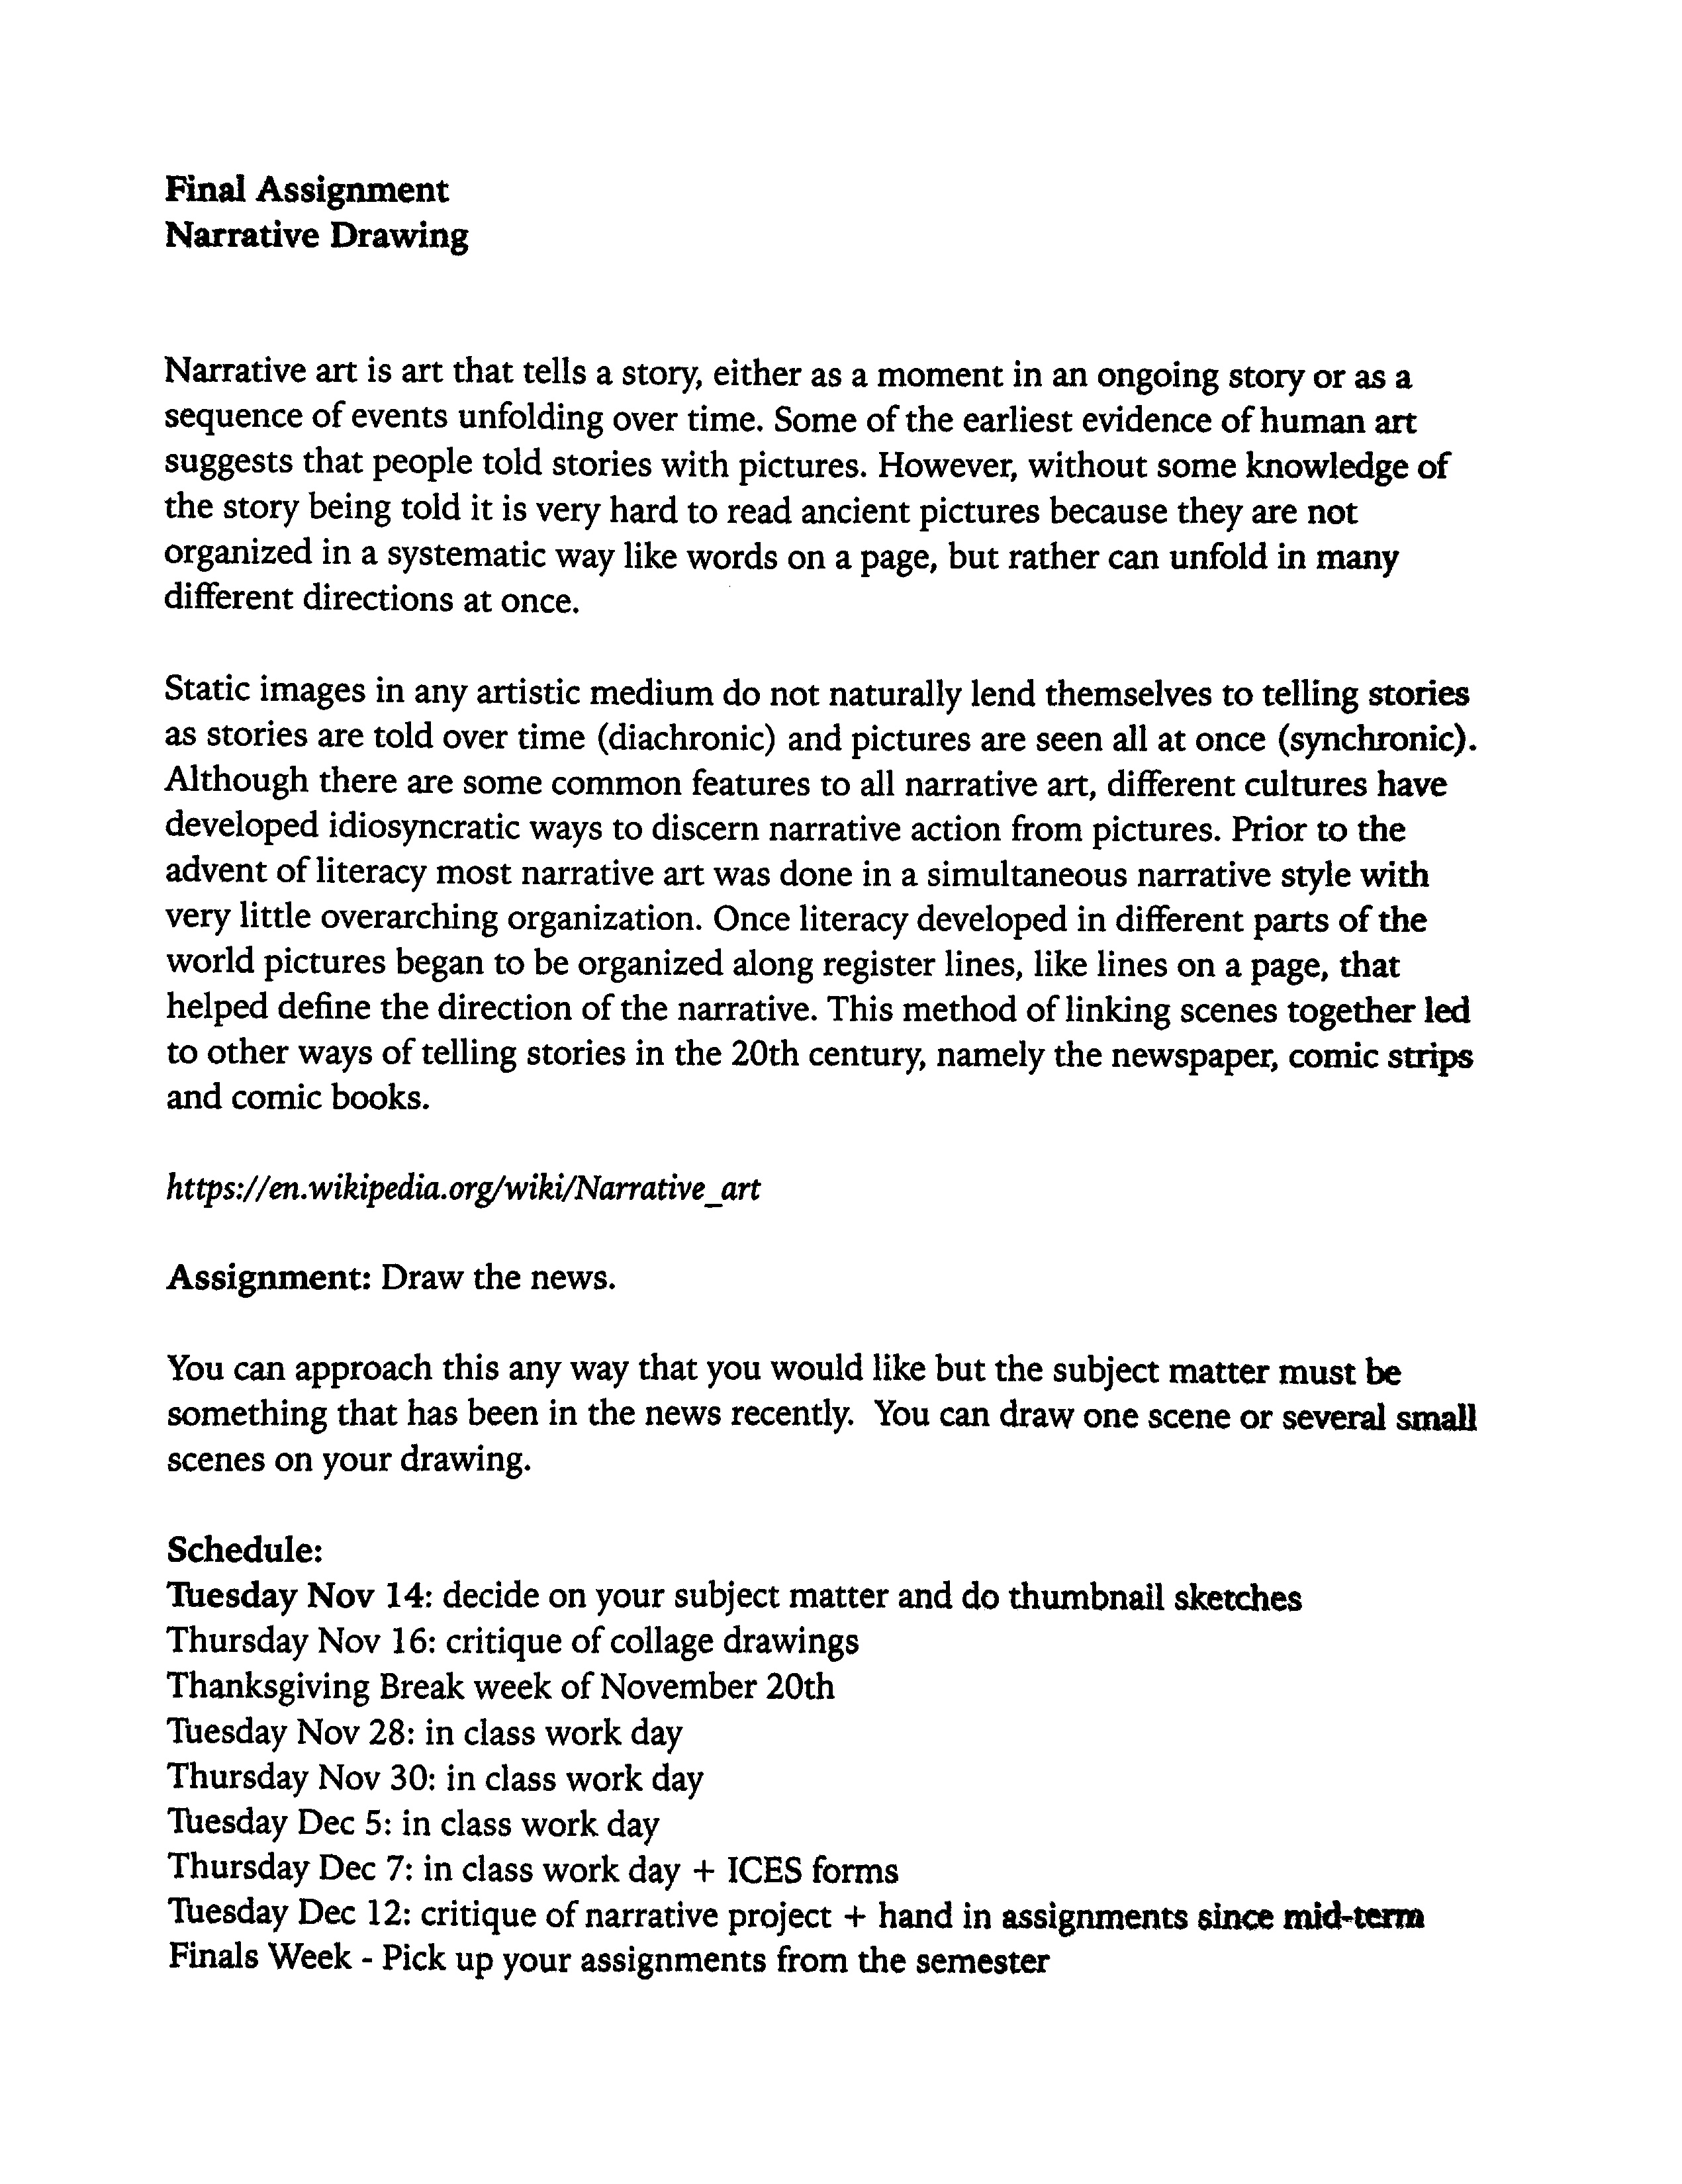 Final Assignment
Narrative Drawing
Narrative art is art that tells a story, either as a moment in an ongoing story or as a
sequence of events unfolding over time. Some of the earliest evidence of human art
suggests that people told stories with pictures. However, without some knowledge of
the story being told it is very hard to read ancient pictures because they are not
organized in a systematic way like words on a page, but rather can unfold in many
different directions at once.
Static images in any artistic medium do not naturally lend themselves to telling stories
as stories are told over time (diachronic) and pictures are seen all at once (synchronic).
Although there are some common features to all narrative art, different cultures have
developed idiosyncratic ways to discern narrative action from pictures. Prior to the
advent of literacy most narrative art was done in a simultaneous narrative style with
very little overarching organization. Once literacy developed in different parts of the
world pictures began to be organized along register lines, like lines on a page, that
helped define the direction of the narrative. This method of linking scenes together led
to other ways of telling stories in the 20th century, namely the newspaper, comic strips
and comic books.
https://en.wikipedia.org/wiki/Narrative_art
Assignment: Draw the news.
You can approach this any way that you would like but the subject matter must be
something that has been in the news recently.  You can draw one scene or several small
scenes on your drawing.
Schedule:
Tuesday Nov 14: decide on your subject matter and do thumbnail sketches
Thursday Nov 16: critique of collage drawings
Thanksgiving Break week of November 20th
Tuesday Nov 28: in class work day
Thursday Nov 30: in class work day
Tuesday Dec 5: in class work day
Thursday Dec 7: in class work day + ICES forms
Tuesday Dec 12: critique of narrative project + hand in assignments since mid-term
Finals Week - Pick up your assignments from the semester